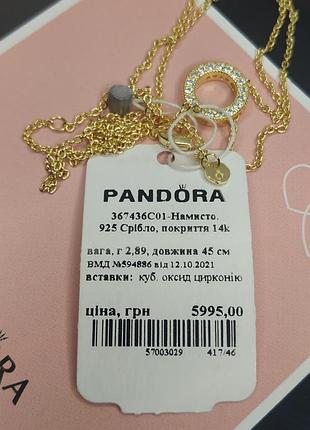 PANDORA
367436C01-Намисто.
925 Срібло, покриття 14k
вага, г 2,89, довжина 45 см
ВМД №594886 від 12.10.2021
вставки: куб. оксид цирконію
ціна, грн 5995,00
57003029 417/46
RA